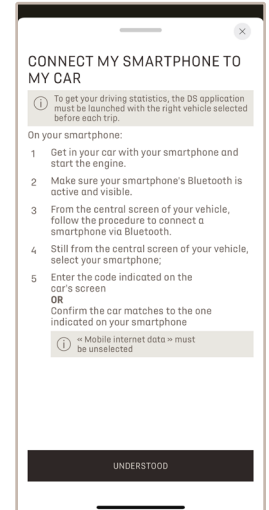 CONNECT MY SMARTPHONE TO
MY CAR
To get your driving statistics, the DS application
must be launched with the right vehicle selected
before each trip.
On your smartphone:
1 Get in your car with your smartphone and
start the engine.
2 Make sure your smartphone's Bluetooth is
active and visible.
3 From the central screen of your vehicle,
follow the procedure to connect a
smartphone via Bluetooth.
4 Still from the central screen of your vehicle,
select your smartphone;
5 Enter the code indicated on the
car's screen
OR
Confirm the car matches to the one
indicated on your smartphone
« Mobile internet data » must
be unselected
UNDERSTOOD